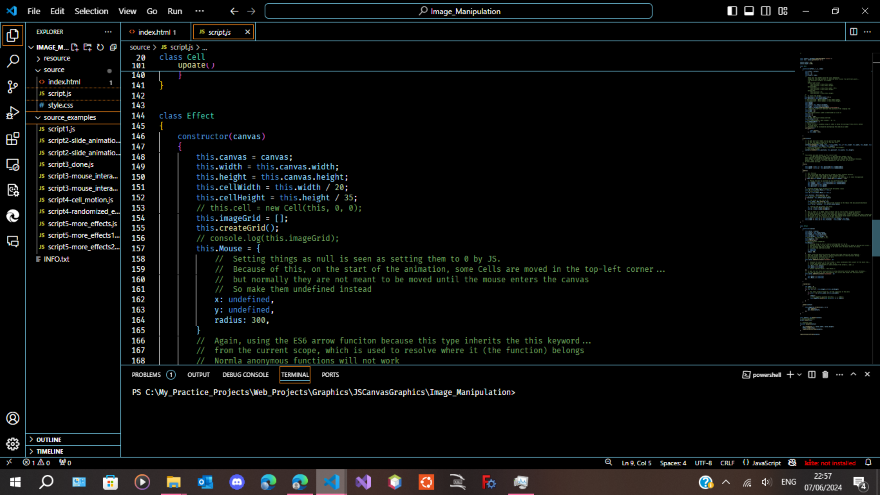 File Edit Selection View Go Run ... Image_Manipulation
EXPLORER ...
IMAGE_M...
resource
source
index.html 1
script.js
style.css
source_examples
script1.js
script2-slide_animatio...
script2-slide_animatio...
script3_done.js
script3-mouse_intera...
script3-mouse_intera...
script4-cell_motion.js
script4-randomized_e...
script5-more_effects.js
script5-more_effects1...
script5-more_effects2...
INFO.txt
OUTLINE
TIMELINE
index.html 1 JS script.js
source > JS script.js > ...
20 class Cell
101 update()
140 }
141 }
142
143
144 class Effect
145 {
146 constructor(canvas)
147 {
148 this.canvas = canvas;
149 this.width = this.canvas.width;
150 this.height = this.canvas.height;
151 this.cellWidth = this.width / 20;
152 this.cellHeight = this.height / 35;
153 // this.cell = new Cell(this, 0, 0);
154 this.imageGrid = [];
155 this.createGrid();
156 // console.log(this.imageGrid);
157 this.Mouse = {
158 // Setting things as null is seen as setting them to 0 by JS.
159 // Because of this, on the start of the animation, some Cells are moved in the top-left corner...
160 // but normally they are not meant to be moved until the mouse enters the canvas
161 // So make them undefined instead
162 x: undefined,
163 y: undefined,
164 radius: 300,
165 }
166 // Again, using the ES6 arrow funciton because this type inherits the this keyword...
167 // from the current scope, which is used to resolve where it (the function) belongs
168 // Normla anonymous functions will not work
PROBLEMS 1 OUTPUT DEBUG CONSOLE TERMINAL PORTS
powershell
PS C:\My_Practice_Projects\Web_Projects\Graphics\JSCanvasGraphics\Image_Manipulation>
1 0 0 Ln 9, Col 5 Spaces: 4 UTF-8 CRLF {} JavaScript kite: not installed
ENG 22:57
07/06/2024 4